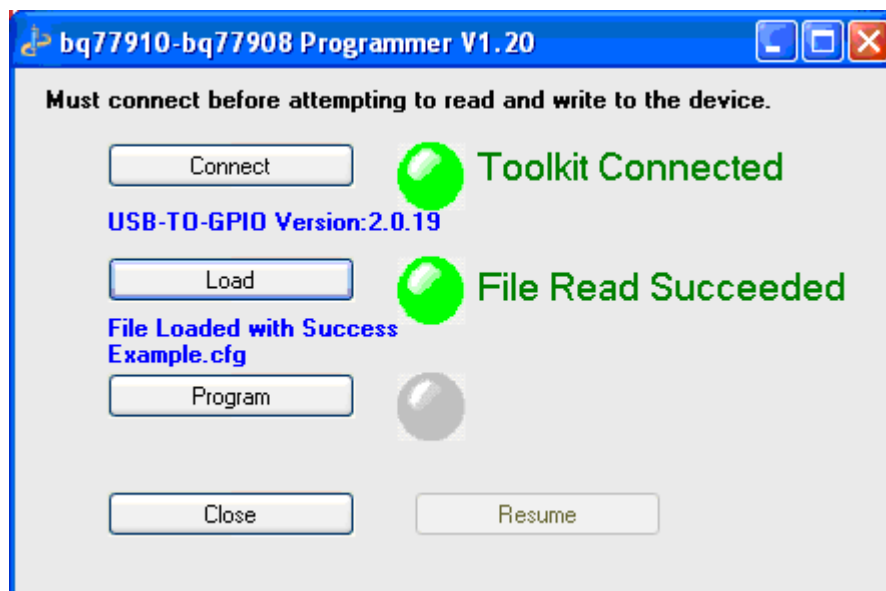 bq77910-bq77908 Programmer V1.20
Must connect before attempting to read and write to the device.
Connect
Toolkit Connected
USB-TO-GPIO Version:2.0.19
Load
File Read Succeeded
File Loaded with Success
Example.cfg
Program
Close
Resume